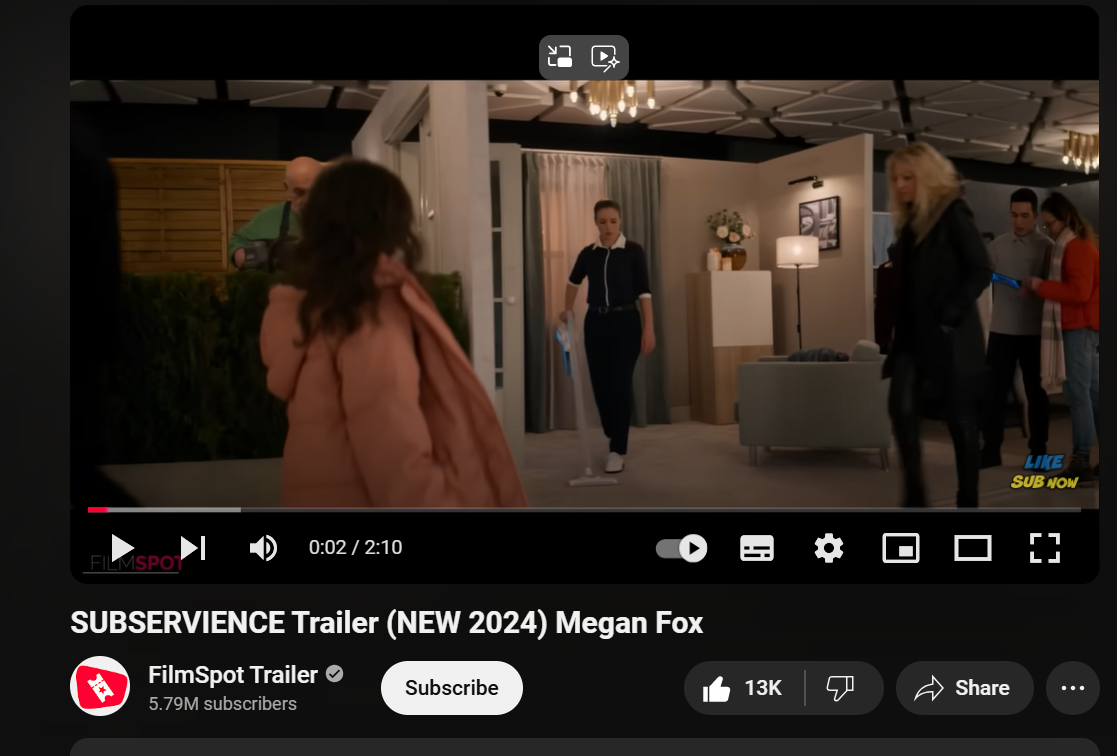 LIKE
SUB NOW
FILMSPOT
0:02 / 2:10
SUBSERVIENCE Trailer (NEW 2024) Megan Fox
FilmSpot Trailer
5.79M subscribers
Subscribe
13K
Share